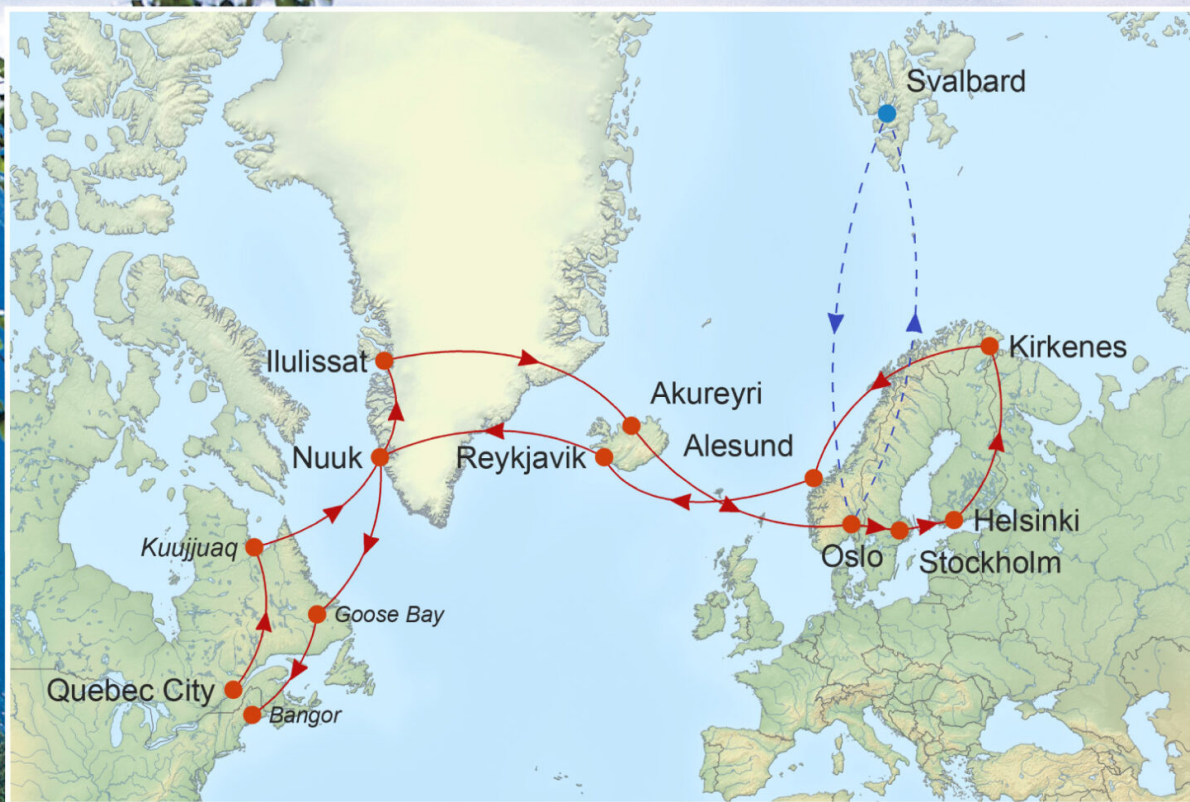 Svalbard
Ilulissat
Kirkenes
Akureyri
Nuuk
Reykjavik
Alesund
Kuujjuaq
Oslo
Helsinki
Stockholm
Goose Bay
Quebec City
Bangor